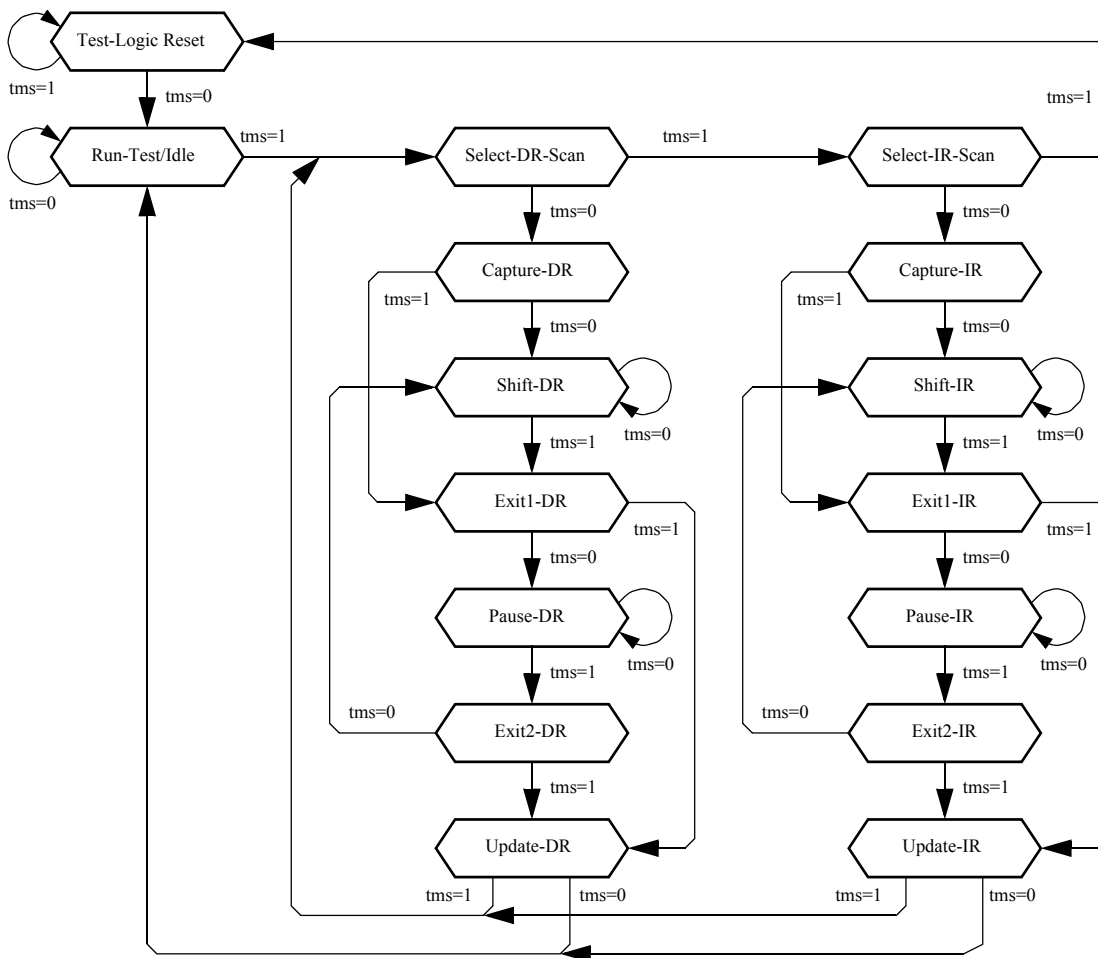 Test-Logic Reset
tms=1
tms=0
tms=1
Run-Test/Idle
tms=1
Select-DR-Scan
tms=1
Select-IR-Scan
tms=0
tms=0
tms=0
Capture-DR
Capture-IR
tms=1
tms=1
tms=0
tms=0
Shift-DR
Shift-IR
tms=0
tms=0
tms=1
tms=1
Exit1-DR
Exit1-IR
tms=1
tms=1
tms=0
tms=0
Pause-DR
Pause-IR
tms=0
tms=0
tms=1
tms=1
tms=0
tms=0
Exit2-DR
Exit2-IR
tms=1
tms=1
Update-DR
Update-IR
tms=1
tms=0
tms=1
tms=0